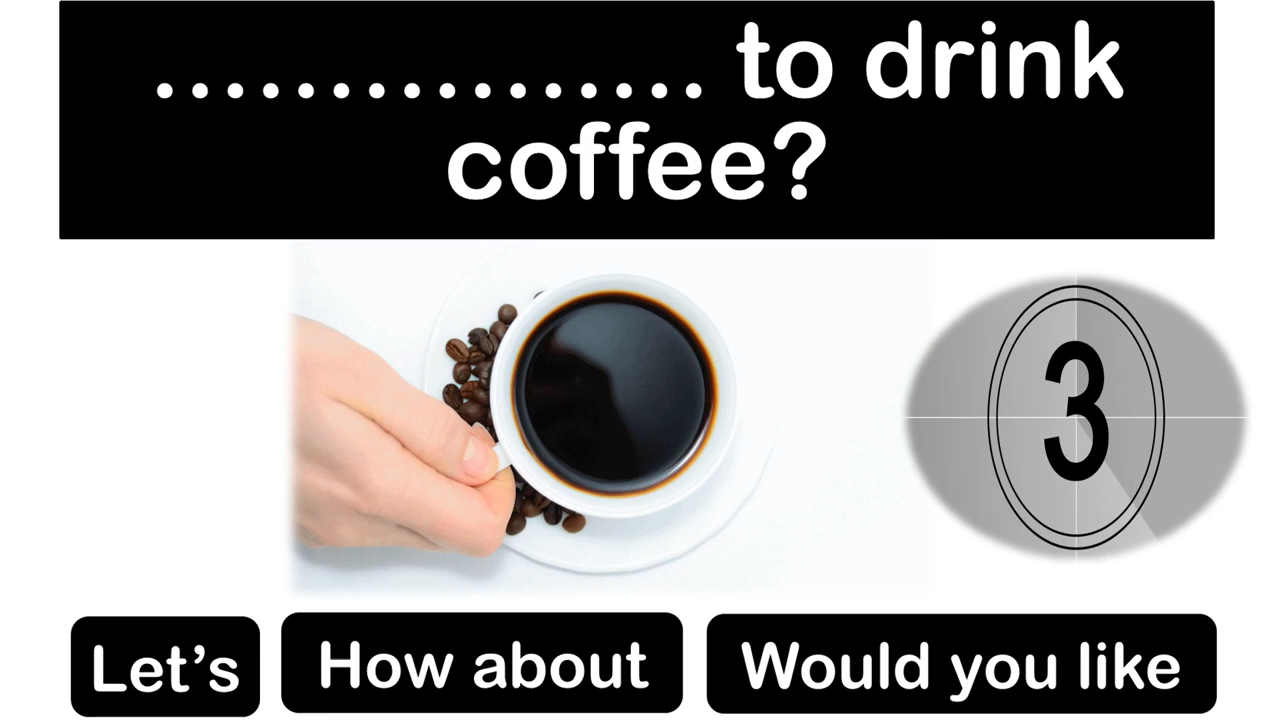 ................ to drink
coffee?
3
Let's
How about
Would you like